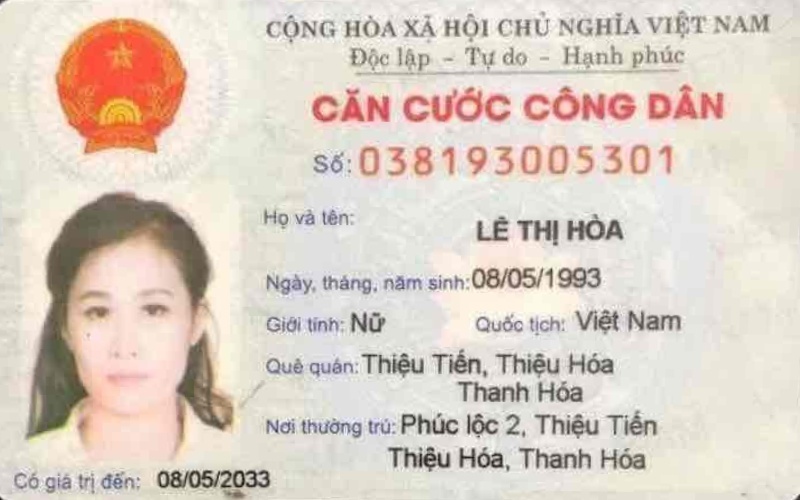 CỘNG HÒA XÃ HỘI CHỦ NGHĨA VIỆT NAM
Độc lập - Tự do - Hạnh phúc
CĂN CƯỚC CÔNG DÂN
Số: 038193005301
Họ và tên:
LÊ THỊ HÒA
Ngày, tháng, năm sinh: 08/05/1993
Giới tính: Nữ Quốc tịch: Việt Nam
Quê quán: Thiệu Tiến, Thiệu Hóa
Thanh Hóa
Nơi thường trú: Phúc lộc 2, Thiệu Tiến
Thiệu Hóa, Thanh Hóa
Có giá trị đến: 08/05/2033